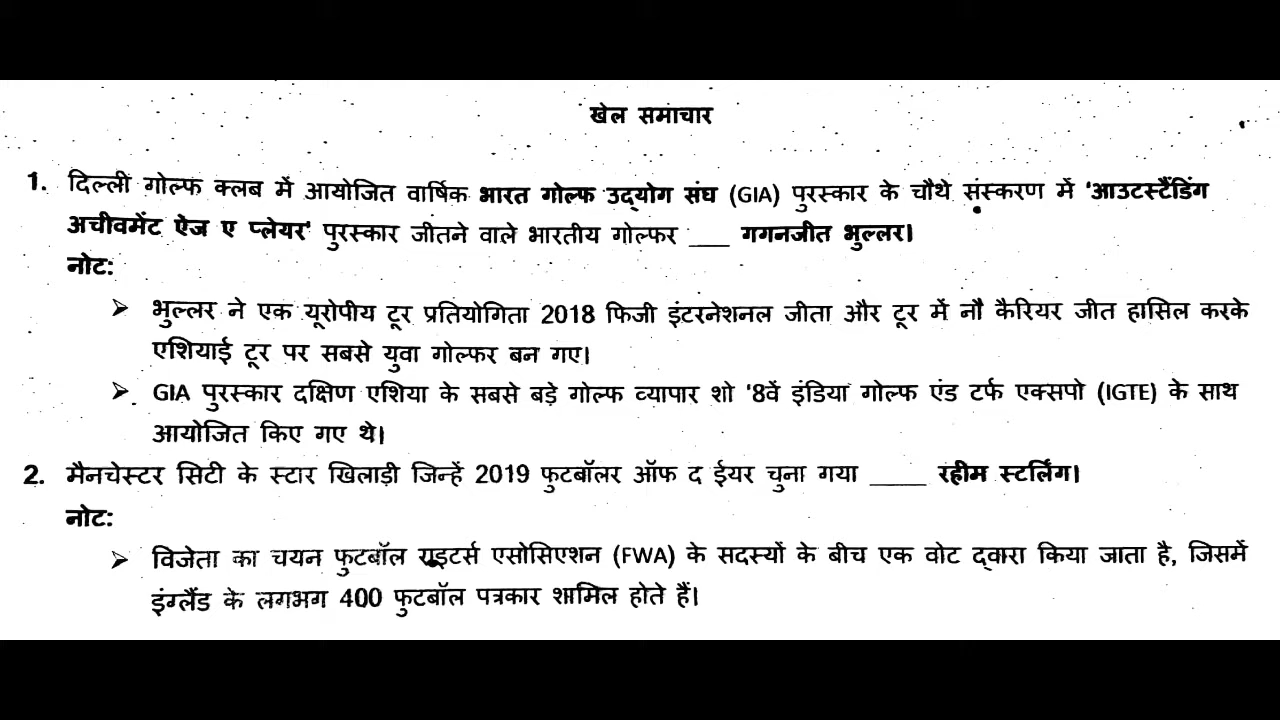 खेल समाचार
1. दिल्ली गोल्फ क्लब में आयोजित वार्षिक भारत गोल्फ उद्योग संघ (GIA) पुरस्कार के चौथे संस्करण में 'आउटस्टैंडिंग
अचीवमेंट ऐज ए प्लेयर' पुरस्कार जीतने वाले भारतीय गोल्फर ___ गगनजीत भुल्लर।
नोट:
➢ भुल्लर ने एक यूरोपीय टूर प्रतियोगिता 2018 फिजी इंटरनेशनल जीता और टूर में नौ कैरियर जीत हासिल करके
एशियाई टूर पर सबसे युवा गोल्फर बन गए।
➢ GIA पुरस्कार दक्षिण एशिया के सबसे बड़े गोल्फ व्यापार शो '8वें इंडिया गोल्फ एंड टर्फ एक्सपो (IGTE) के साथ
आयोजित किए गए थे।
2. मैनचेस्टर सिटी के स्टार खिलाड़ी जिन्हें 2019 फुटबॉलर ऑफ द ईयर चुना गया ____ रहीम स्टर्लिंग।
नोट:
➢ विजेता का चयन फुटबॉल राइटर्स एसोसिएशन (FWA) के सदस्यों के बीच एक वोट द्वारा किया जाता है, जिसमें
इंग्लैंड के लगभग 400 फुटबॉल पत्रकार शामिल होते हैं।